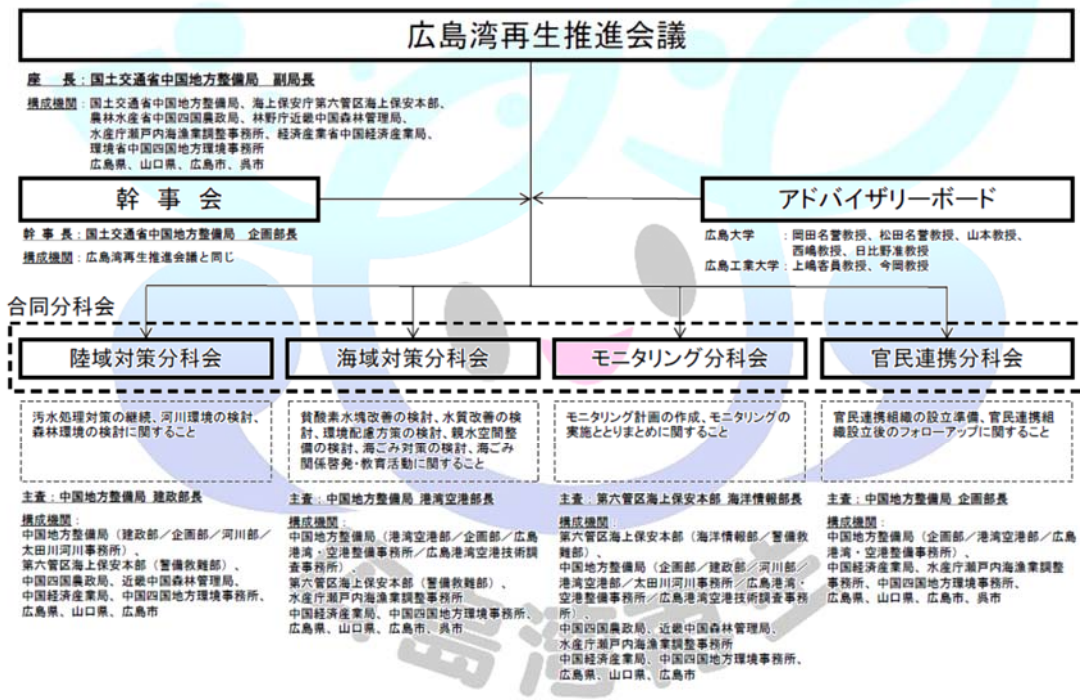 広島湾再生推進会議
座　長：国土交通省中国地方整備局　副局長
構成機関：国土交通省中国地方整備局、海上保安庁第六管区海上保安本部、
農林水産省中国四国農政局、林野庁近畿中国森林管理局、
水産庁瀬戸内海漁業調整事務所、経済産業省中国経済産業局、
環境省中国四国地方環境事務所
広島県、山口県、広島市、呉市
幹　事　会
幹 事 長：国土交通省中国地方整備局　企画部長
構成機関：広島湾再生推進会議と同じ
アドバイザリーボード
広島大学　：岡田名誉教授、松田名誉教授、山本教授、
西嶋教授、日比野准教授
広島工業大学：上嶋客員教授、今岡教授
合同分科会
陸域対策分科会
汚水処理対策の継続、河川環境の検討、
森林環境の検討に関すること
主査：中国地方整備局 建政部長
構成機関：
中国地方整備局（建政部／企画部／河川部／
太田川河川事務所）、
第六管区海上保安本部（警備救難部）、
中国四国農政局、近畿中国森林管理局、
中国経済産業局、中国四国地方環境事務所、
広島県、山口県、広島市
海域対策分科会
貧酸素水塊改善の検討、水質改善の検
討、環境配慮方策の検討、親水空間整
備の検討、海ごみ対策の検討、海ごみ
関係啓発・教育活動に関すること
主査：中国地方整備局 港湾空港部長
構成機関：
中国地方整備局（港湾空港部／企画部／広島
港湾・空港整備事務所／広島港湾空港技術調
査事務所）、
第六管区海上保安本部（警備救難部）、
水産庁瀬戸内海漁業調整事務所
中国経済産業局、中国四国地方環境事務所、
広島県、山口県、広島市、呉市
モニタリング分科会
モニタリング計画の作成、モニタリングの
実施ととりまとめに関すること
主査：第六管区海上保安本部 海洋情報部長
構成機関：
第六管区海上保安本部（海洋情報部／警備救
難部）、
中国地方整備局（企画部／建政部／河川部／
港湾空港部／太田川河川事務所／広島港湾・
空港整備事務所／広島港湾空港技術調査事務
所）、
中国四国農政局、近畿中国森林管理局、
水産庁瀬戸内海漁業調整事務所
中国経済産業局、中国四国地方環境事務所、
広島県、山口県、広島市
官民連携分科会
官民連携組織の設立準備、官民連携組
織設立後のフォローアップに関すること
主査：中国地方整備局 企画部長
構成機関：
中国地方整備局（企画部／港湾空港部／広島
港湾・空港整備事務所）、
中国経済産業局、水産庁瀬戸内海漁業調整
事務所、中国四国地方環境事務所、
広島県、山口県、広島市、呉市